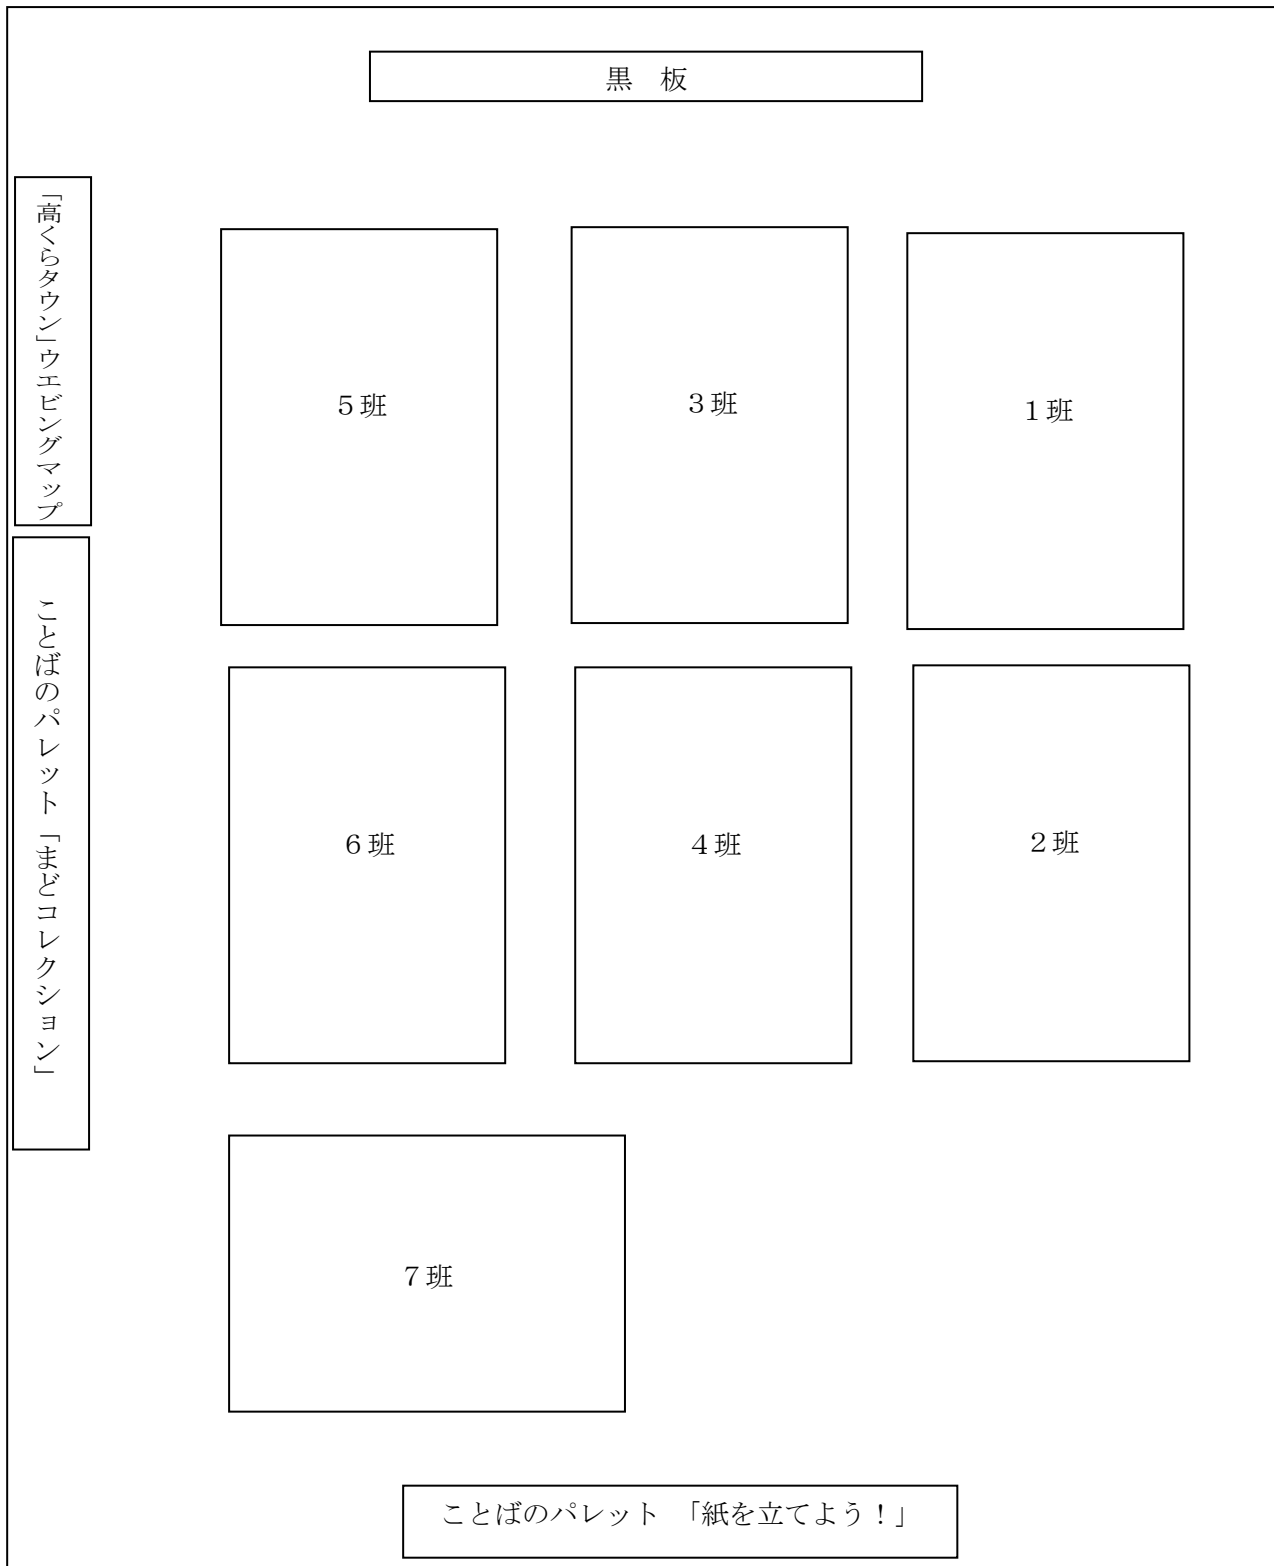 黒　板
「高くらタウン」ウエビングマップ
５班
３班
１班
ことばのパレット「まどコレクション」
６班
４班
２班
７班
ことばのパレット　「紙を立てよう！」